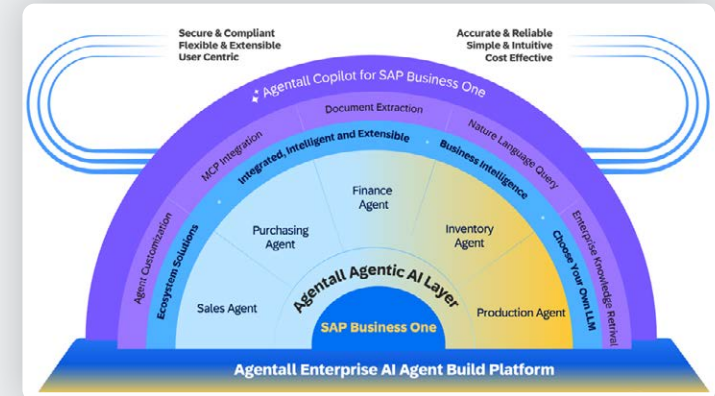 Secure & Compliant
Flexible & Extensible
User Centric
Accurate & Reliable
Simple & Intuitive
Cost Effective
Agentall Copilot for SAP Business One
Agent Customization
MCP Integration
Document Extraction
Nature Language Query
Enterprise Knowledge Retrival
Ecosystem Solutions
Integrated, Intelligent and Extensible
Business Intelligence
Choose Your Own LLM
Sales Agent
Purchasing
Agent
Finance
Agent
Inventory
Agent
Production Agent
Agentall Agentic AI Layer
SAP Business One
Agentall Enterprise AI Agent Build Platform